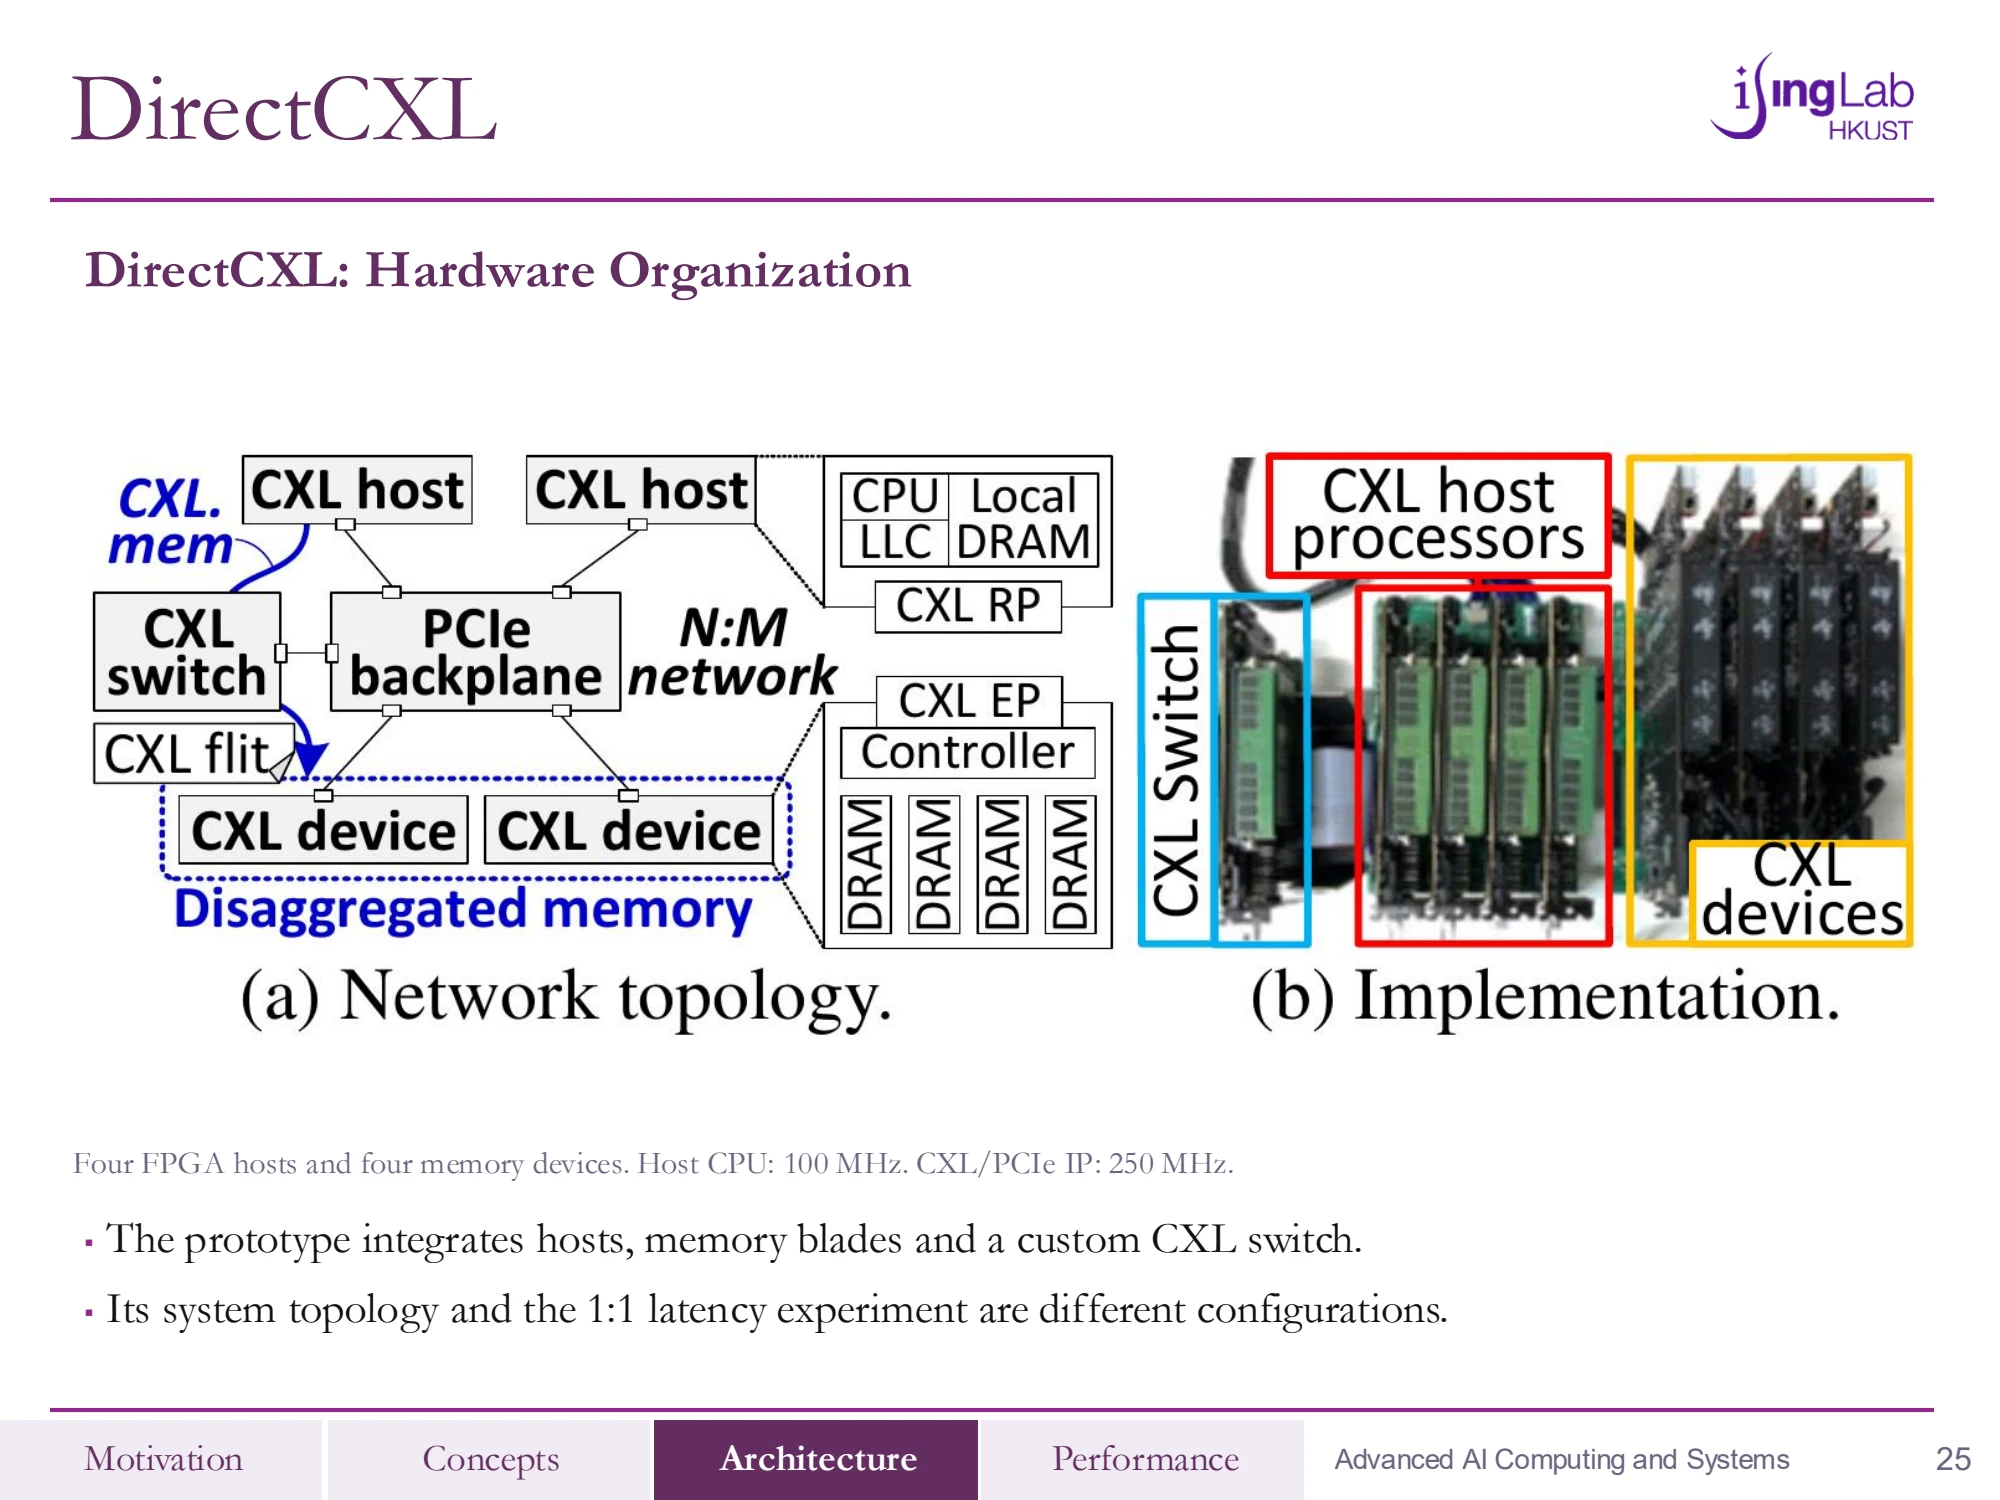 DirectCXL
isingLab
HKUST
DirectCXL: Hardware Organization
CXL.
mem
CXL host
CXL host
CPU
Local
LLC
DRAM
CXL RP
CXL
switch
PCIe
backplane
N:M
network
CXL flit
CXL EP
Controller
DRAM
DRAM
DRAM
DRAM
CXL device
CXL device
Disaggregated memory
(a) Network topology.
CXL host
processors
CXL Switch
CXL
devices
(b) Implementation.
Four FPGA hosts and four memory devices. Host CPU: 100 MHz. CXL/PCIe IP: 250 MHz.
▪ The prototype integrates hosts, memory blades and a custom CXL switch.
▪ Its system topology and the 1:1 latency experiment are different configurations.
Motivation
Concepts
Architecture
Performance
Advanced AI Computing and Systems
25